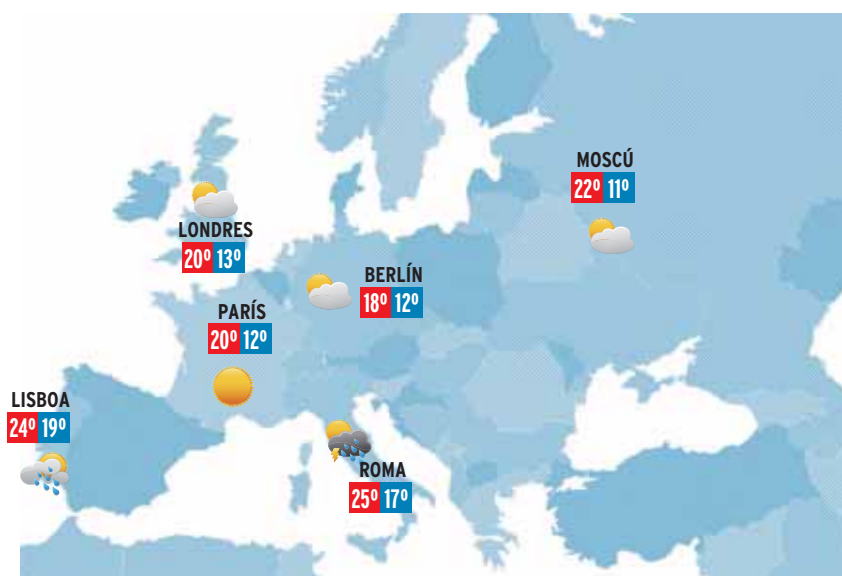 MOSCÚ
22º 11º
LONDRES
20º 13º
BERLÍN
18º 12º
PARÍS
20º 12º
LISBOA
24º 19º
ROMA
25º 17º